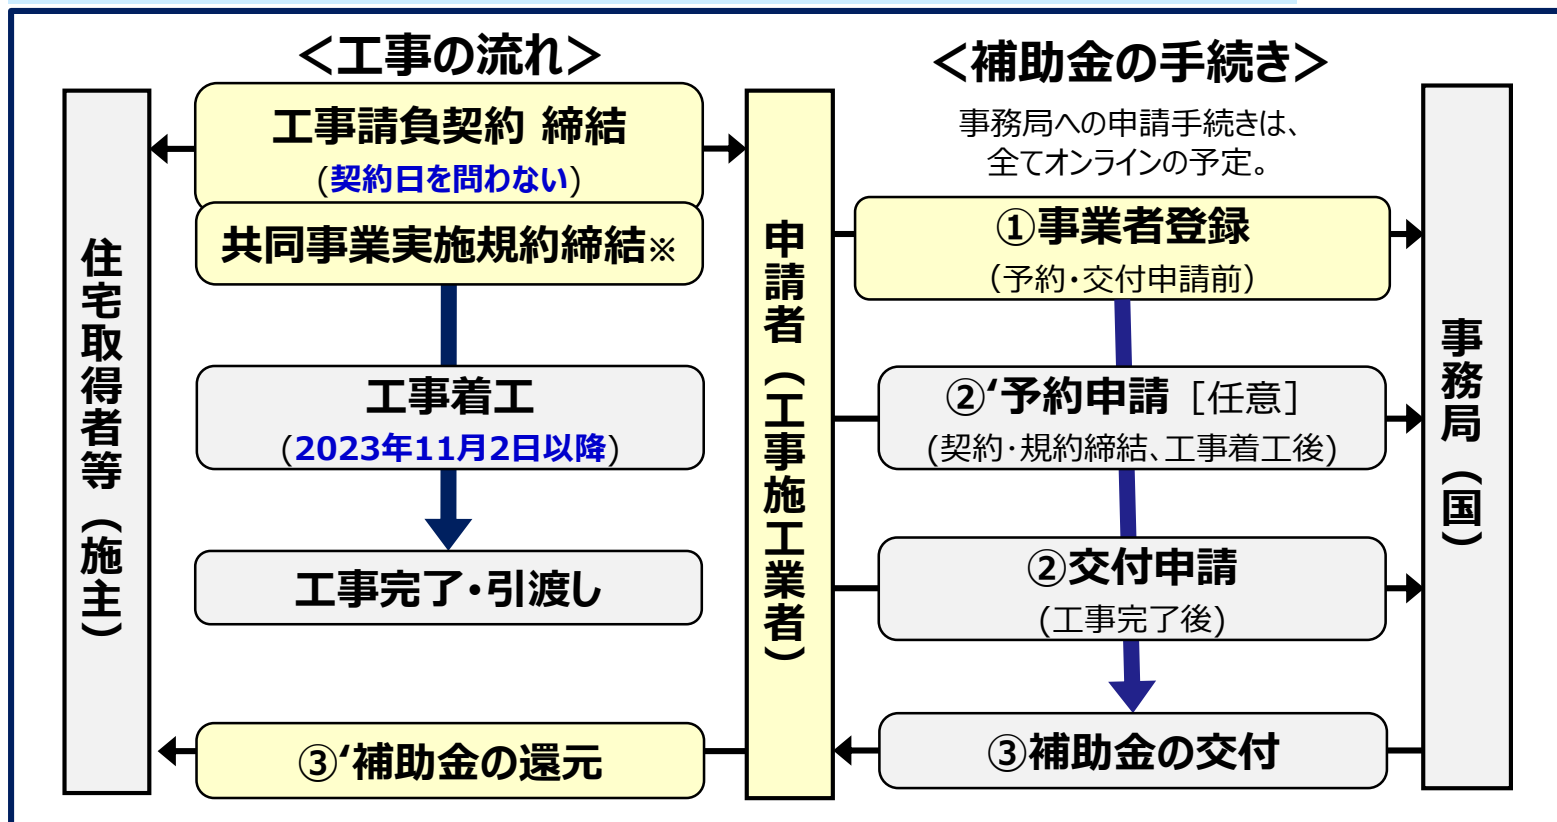 ＜工事の流れ＞
工事請負契約 締結
(契約日を問わない)
共同事業実施規約締結※
工事着工
(2023年11月2日以降)
工事完了・引渡し
③‘補助金の還元
住宅取得者等（施主）
申請者（工事施工業者）
＜補助金の手続き＞
事務局への申請手続きは、
全てオンラインの予定。
①事業者登録
(予約・交付申請前)
②‘予約申請［任意］
(契約・規約締結、工事着工後)
②交付申請
(工事完了後)
③補助金の交付
事務局（国）